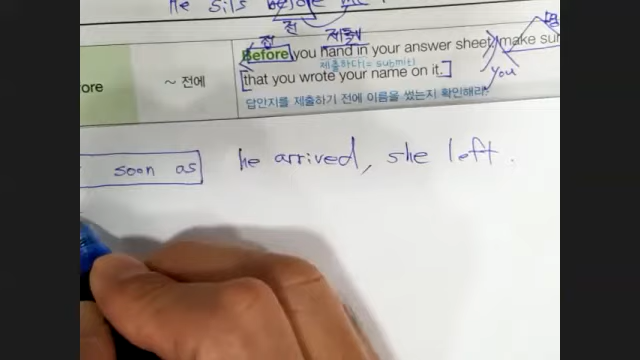 He sits before me
전 제출
Before you hand in your answer sheet, make sur
제출하다(= submit)
you
ore ~ 전에
that you wrote your name on it.
답안지를 제출하기 전에 이름을 썼는지 확인해라.
soon as he arrived, she left.